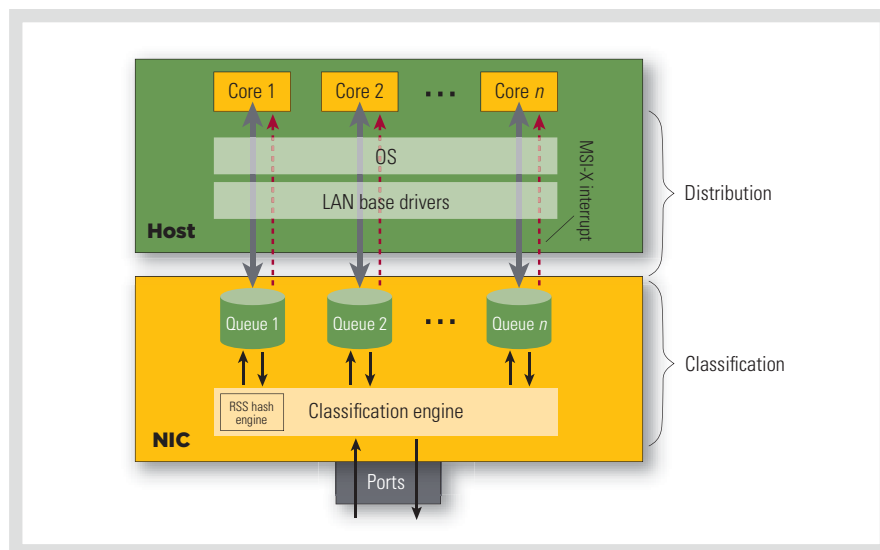 Core 1
Core 2
...
Core n
OS
LAN base drivers
MSI-X interrupt
Host
Distribution
Queue 1
Queue 2
...
Queue n
Classification
RSS hash
engine
Classification engine
NIC
Ports